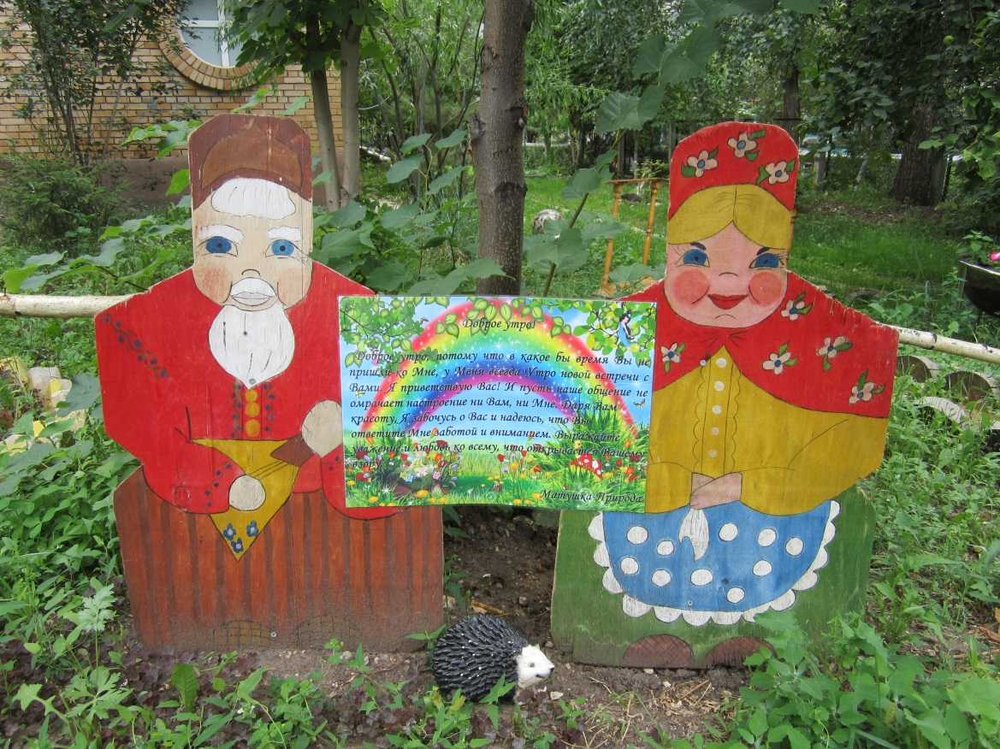 Доброе утро!
Доброе утро, потому что в какое бы время Вы не
пришли ко Мне, у Меня всегда Утро новой встречи с
Вами. Я приветствую Вас! И пусть наше общение не
омрачает настроение ни Вам, ни Мне. Даря Вам
красоту, Я забочусь о Вас и надеюсь, что Вы
ответите Мне заботой и вниманием. Выражайте
уважение и любовь ко всему, что открывается Вашему
взору.
Матушка-Природа